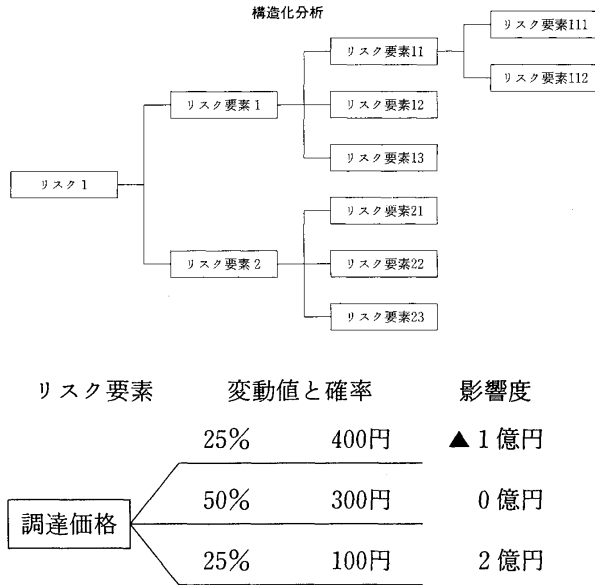 構造化分析
リスク要素111
リスク要素11
リスク要素112
リスク要素1
リスク要素12
リスク要素13
リスク1
リスク要素21
リスク要素2
リスク要素22
リスク要素23
リスク要素 変動値と確率 影響度
25% 400円 ▲1億円
50% 300円 0億円
調達価格
25% 100円 2億円